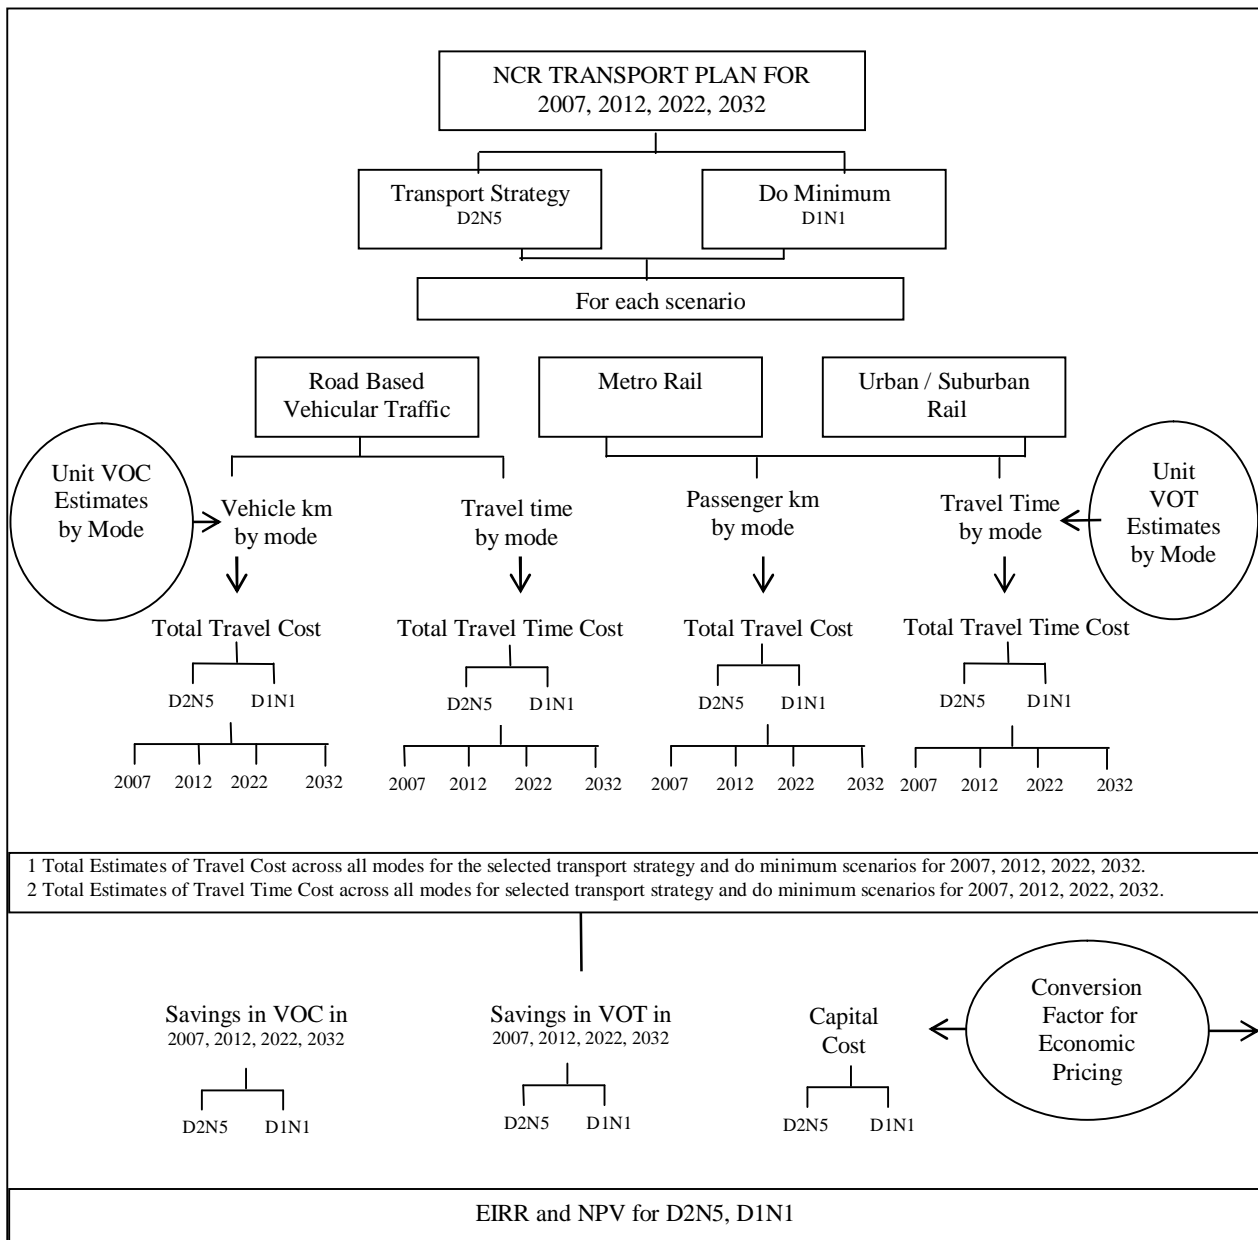 NCR TRANSPORT PLAN FOR
2007, 2012, 2022, 2032
Transport Strategy
D2N5
Do Minimum
D1N1
For each scenario
Road Based
Vehicular Traffic
Metro Rail
Urban / Suburban
Rail
Unit VOC
Estimates
by Mode
Vehicle km
by mode
Travel time
by mode
Passenger km
by mode
Travel Time
by mode
Unit
VOT
Estimates
by Mode
Total Travel Cost
Total Travel Time Cost
Total Travel Cost
Total Travel Time Cost
D2N5 D1N1
D2N5 D1N1
D2N5 D1N1
D2N5 D1N1
2007 2012 2022 2032
2007 2012 2022 2032
2007 2012 2022 2032
2007 2012 2022 2032
1 Total Estimates of Travel Cost across all modes for the selected transport strategy and do minimum scenarios for 2007, 2012, 2022, 2032.
2 Total Estimates of Travel Time Cost across all modes for selected transport strategy and do minimum scenarios for 2007, 2012, 2022, 2032.
Savings in VOC in
2007, 2012, 2022, 2032
Savings in VOT in
2007, 2012, 2022, 2032
Capital
Cost
Conversion
Factor for
Economic
Pricing
D2N5 D1N1
D2N5 D1N1
D2N5 D1N1
EIRR and NPV for D2N5, D1N1